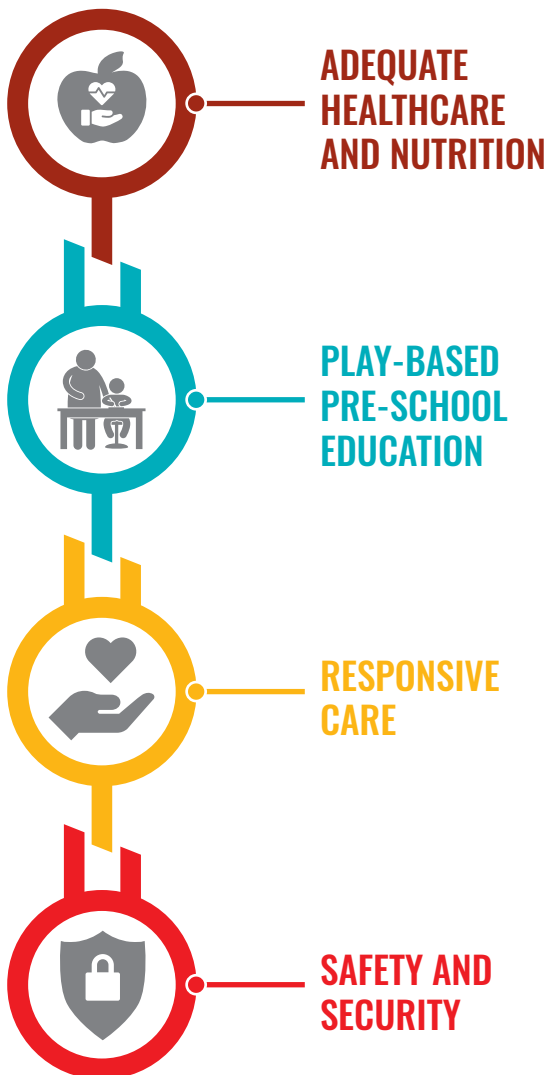 ADEQUATE
HEALTHCARE
AND NUTRITION
PLAY-BASED
PRE-SCHOOL
EDUCATION
RESPONSIVE
CARE
SAFETY AND
SECURITY